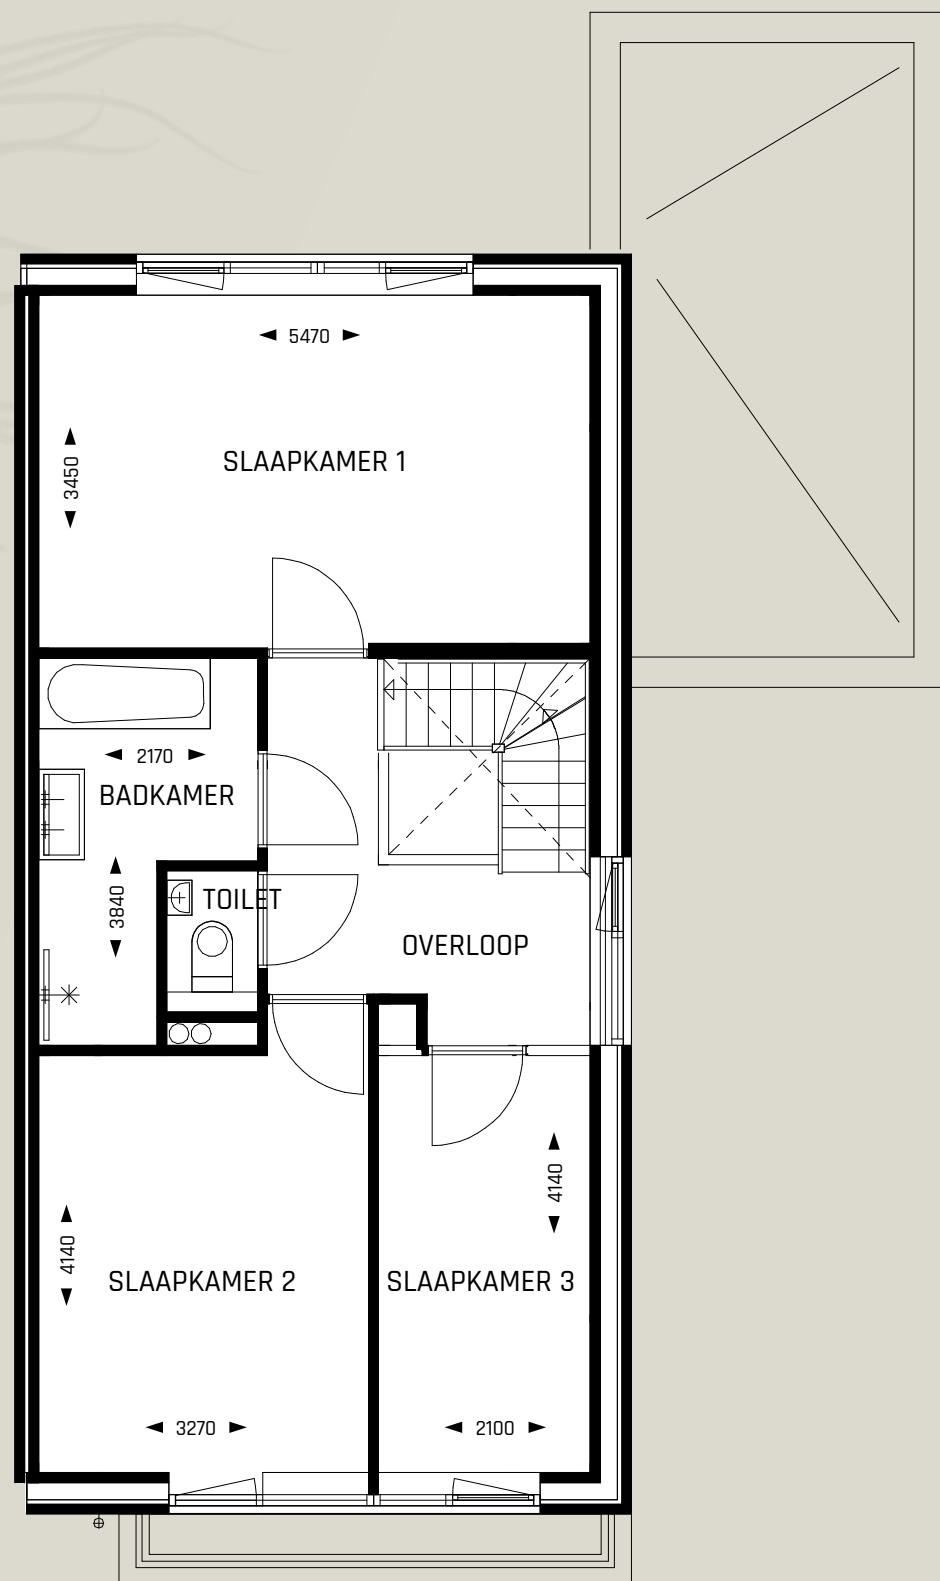 5470
SLAAPKAMER 1
3450
2170
BADKAMER
3840
TOILET
OVERLOOP
4140
4140
SLAAPKAMER 2
SLAAPKAMER 3
3270
2100